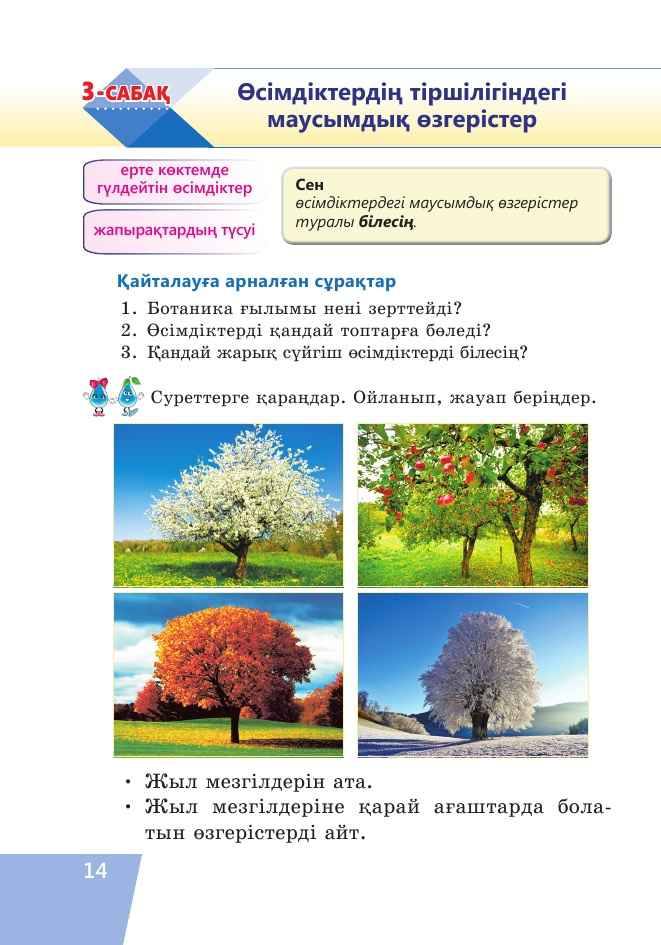 3-САБАҚ
Өсімдіктердің тіршілігіндегі
маусымдық өзгерістер
ерте көктемде
гүлдейтін өсімдіктер
жапырақтардың түсуі
Сен
өсімдіктердегі маусымдық өзгерістер
туралы білесің.
Қайталауға арналған сұрақтар
1. Ботаника ғылымы нені зерттейді?
2. Өсімдіктерді қандай топтарға бөледі?
3. Қандай жарық сүйгіш өсімдіктерді білесің?
Суреттерге қараңдар. Ойланып, жауап беріңдер.
• Жыл мезгілдерін ата.
• Жыл мезгілдеріне қарай ағаштарда бола-
тын өзгерістерді айт.
14